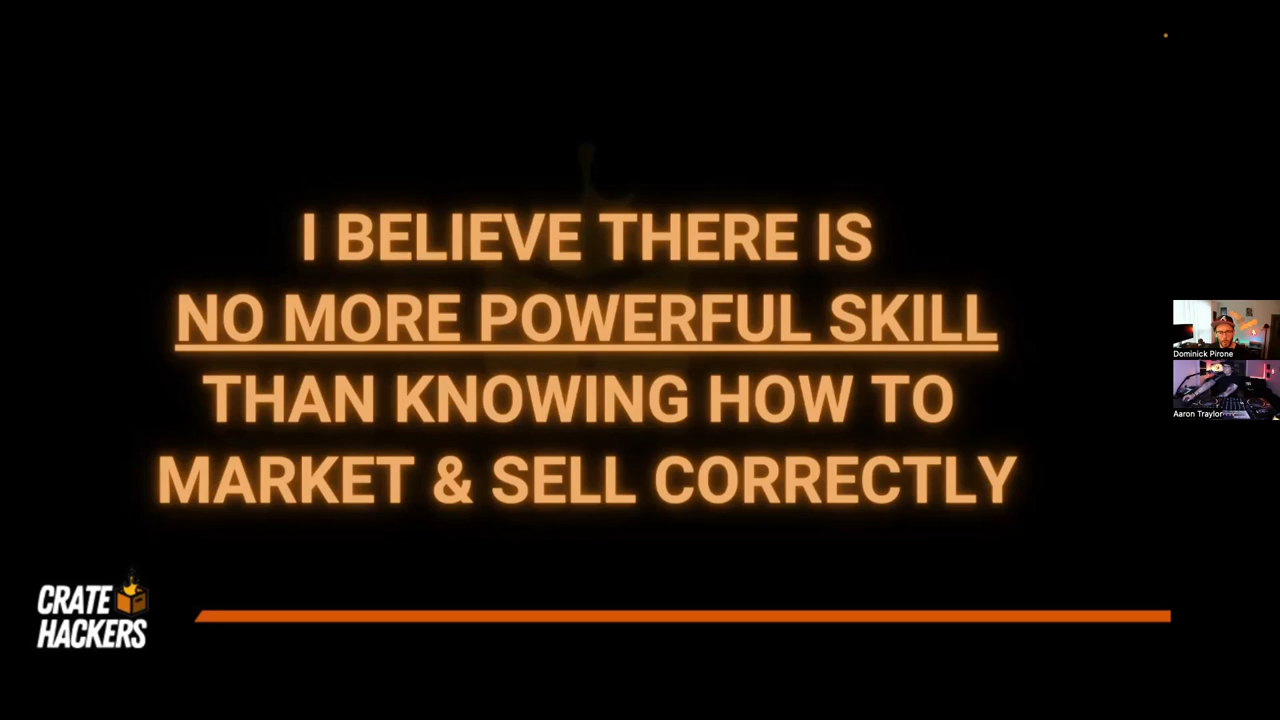 I BELIEVE THERE IS
NO MORE POWERFUL SKILL
THAN KNOWING HOW TO
MARKET & SELL CORRECTLY
Dominick Pirone
Aaron Traylor
CRATE
HACKERS